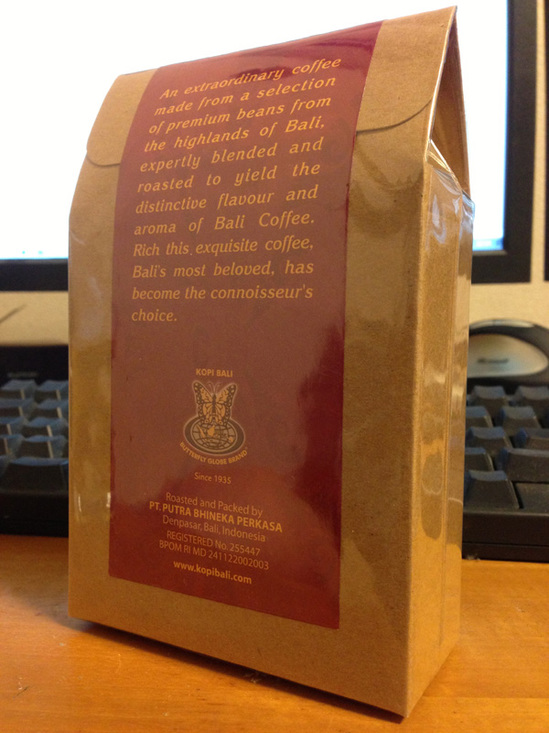 An extraordinary coffee
made from a selection
of premium beans from
the highlands of Bali,
expertly blended and
roasted to yield the
distinctive flavour and
aroma of Bali Coffee.
Rich this exquisite coffee,
Bali's most beloved, has
become the connoisseur's
choice.
KOPI BALI
BUTTERFLY GLOBE BRAND
Since 1935
Roasted and Packed by
PT. PUTRA BHINEKA PERKASA
Denpasar, Bali, Indonesia
REGISTERED No. 255447
BPOM RI MD 241122002003
www.kopibali.com